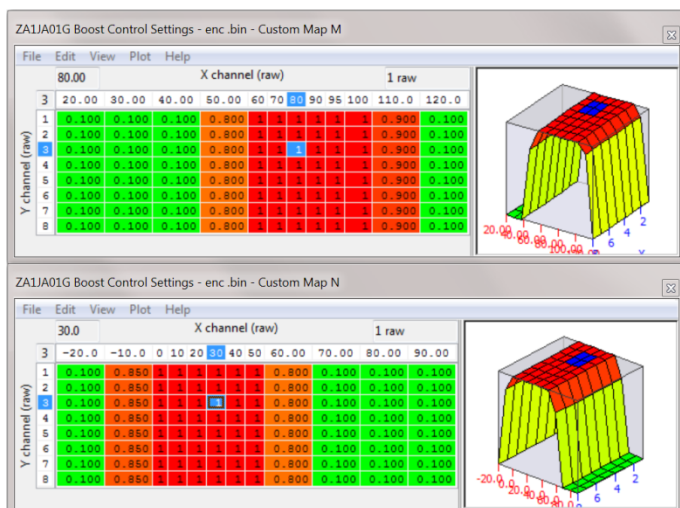 ZA1JA01G Boost Control Settings - enc .bin - Custom Map M
File Edit View Plot Help
80.00 X channel (raw) 1 raw
3 20.00 30.00 40.00 50.00 60 70 80 90 95 100 110.0 120.0
Y channel (raw)
1 0.100 0.100 0.100 0.800 1 1 1 1 1 1 0.900 0.100
2 0.100 0.100 0.100 0.800 1 1 1 1 1 1 0.900 0.100
3 0.100 0.100 0.100 0.800 1 1 1 1 1 1 0.900 0.100
4 0.100 0.100 0.100 0.800 1 1 1 1 1 1 0.900 0.100
5 0.100 0.100 0.100 0.800 1 1 1 1 1 1 0.900 0.100
6 0.100 0.100 0.100 0.800 1 1 1 1 1 1 0.900 0.100
7 0.100 0.100 0.100 0.800 1 1 1 1 1 1 0.900 0.100
8 0.100 0.100 0.100 0.800 1 1 1 1 1 1 0.900 0.100
20.00 6 4 2
ZA1JA01G Boost Control Settings - enc .bin - Custom Map N
File Edit View Plot Help
30.0 X channel (raw) 1 raw
3 -20.0 -10.0 0 10 20 30 40 50 60.00 70.00 80.00 90.00
Y channel (raw)
1 0.100 0.850 1 1 1 1 1 1 0.800 0.100 0.100 0.100
2 0.100 0.850 1 1 1 1 1 1 0.800 0.100 0.100 0.100
3 0.100 0.850 1 1 1 1 1 1 0.800 0.100 0.100 0.100
4 0.100 0.850 1 1 1 1 1 1 0.800 0.100 0.100 0.100
5 0.100 0.850 1 1 1 1 1 1 0.800 0.100 0.100 0.100
6 0.100 0.850 1 1 1 1 1 1 0.800 0.100 0.100 0.100
7 0.100 0.850 1 1 1 1 1 1 0.800 0.100 0.100 0.100
8 0.100 0.850 1 1 1 1 1 1 0.800 0.100 0.100 0.100
-20.0 6 4 2